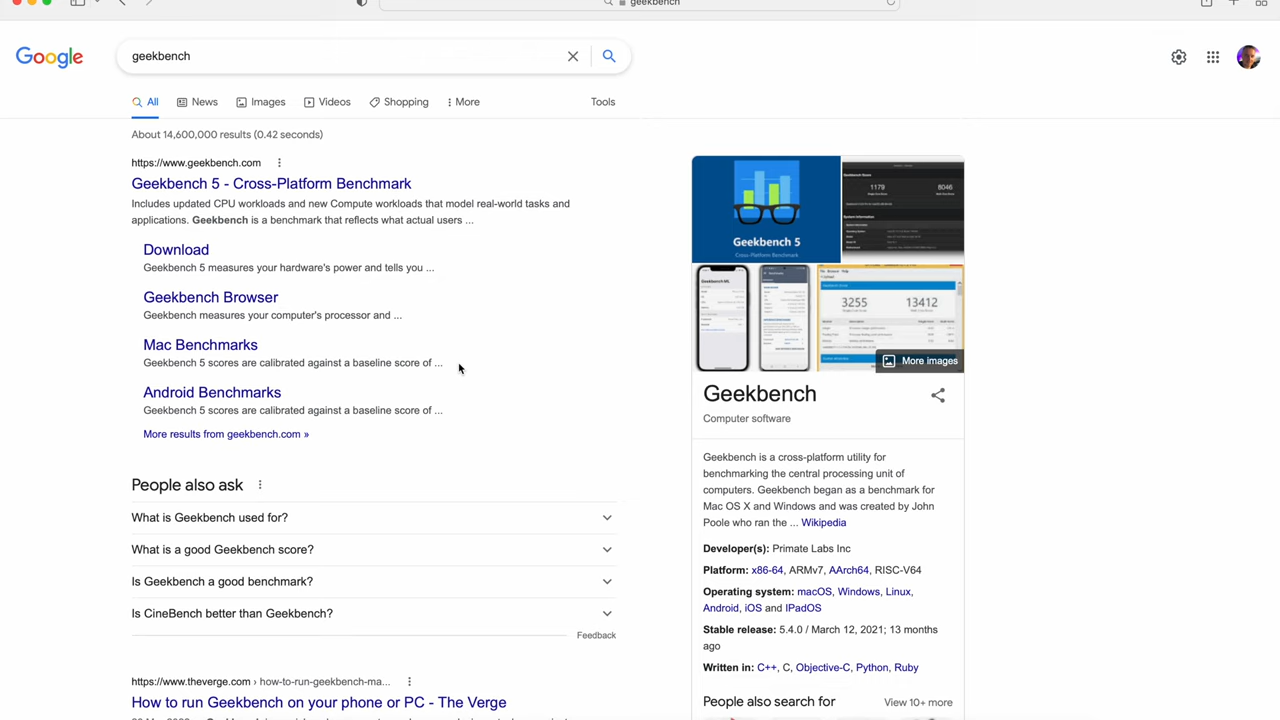 geekbench
Google
geekbench
All
News
Images
Videos
Shopping
More
Tools
About 14,600,000 results (0.42 seconds)
https://www.geekbench.com
Geekbench 5 - Cross-Platform Benchmark
Includes updated CPU workloads and new Compute workloads that model real-world tasks and
applications. Geekbench is a benchmark that reflects what actual users ...
Download
Geekbench 5 measures your hardware's power and tells you ...
Geekbench Browser
Geekbench measures your computer's processor and ...
Mac Benchmarks
Geekbench 5 scores are calibrated against a baseline score of ...
Android Benchmarks
Geekbench 5 scores are calibrated against a baseline score of ...
More results from geekbench.com »
People also ask
What is Geekbench used for?
What is a good Geekbench score?
Is Geekbench a good benchmark?
Is CineBench better than Geekbench?
Feedback
https://www.theverge.com › how-to-run-geekbench-ma...
How to run Geekbench on your phone or PC - The Verge
Geekbench 5
Cross-Platform Benchmark
1179
8046
3255
13412
More images
Geekbench
Computer software
Geekbench is a cross-platform utility for
benchmarking the central processing unit of
computers. Geekbench began as a benchmark for
Mac OS X and Windows and was created by John
Poole who ran the ... Wikipedia
Developer(s): Primate Labs Inc
Platform: x86-64, ARMv7, AArch64, RISC-V64
Operating system: macOS, Windows, Linux,
Android, iOS and IPadOS
Stable release: 5.4.0 / March 12, 2021; 13 months
ago
Written in: C++, C, Objective-C, Python, Ruby
People also search for
View 10+ more